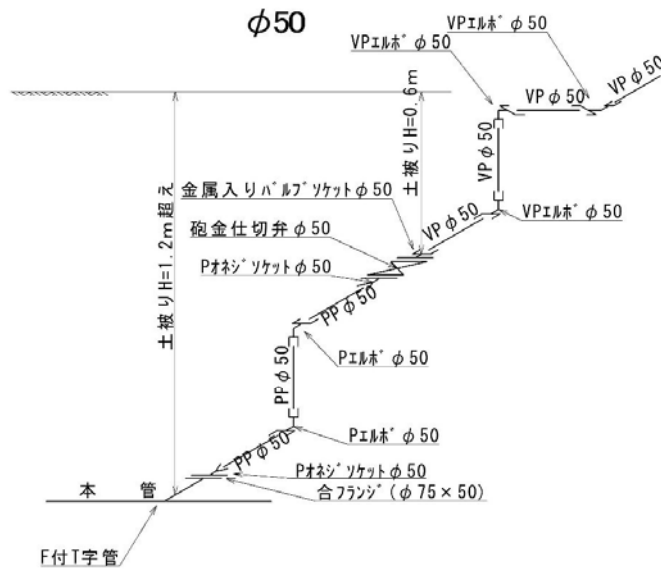 φ50
VPｴﾙﾎﾞφ50
VPｴﾙﾎﾞφ50
VPφ50
VPφ50
土被りH=0.6m
VPφ50
土被りH=1.2m超え
金属入りﾊﾞﾙﾌﾞｿｹｯﾄφ50
VPφ50
VPｴﾙﾎﾞφ50
砲金仕切弁φ50
Pｵﾈｼﾞｿｹｯﾄφ50
PPφ50
Pｴﾙﾎﾞφ50
PPφ50
Pｴﾙﾎﾞφ50
PPφ50
Pｵﾈｼﾞｿｹｯﾄφ50
合ﾌﾗﾝｼﾞ(φ75×50)
本 管
F付T字管